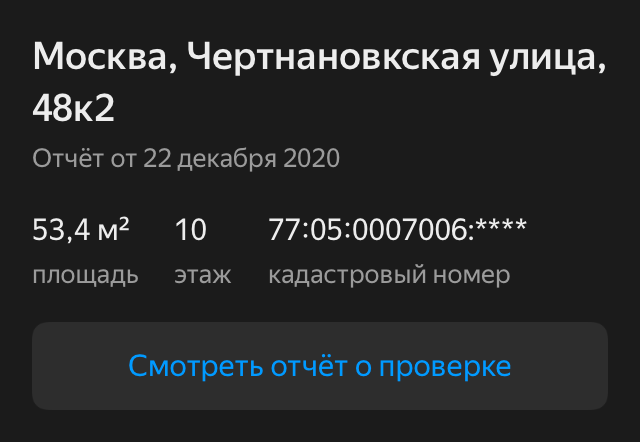 Москва, Чертнановкская улица,
48к2
Отчёт от 22 декабря 2020
53,4 м² 10 77:05:0007006:****
площадь этаж кадастровый номер
Смотреть отчёт о проверке